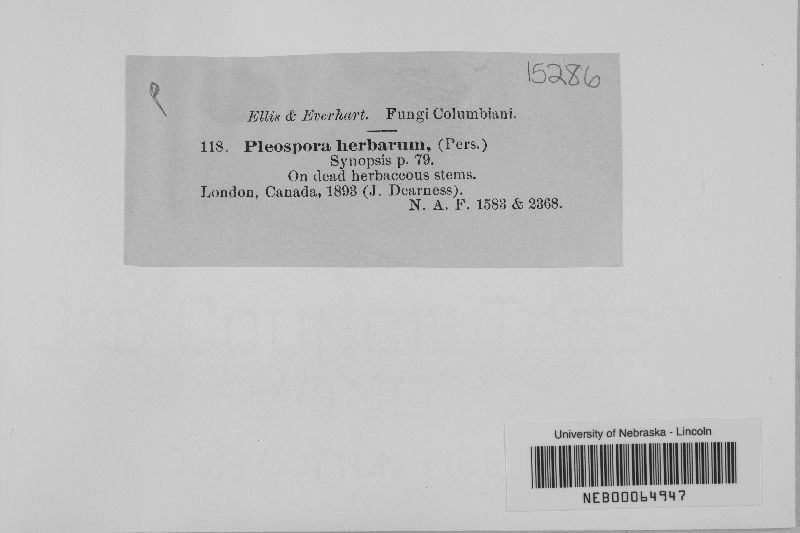 15286
Ellis & Everhart. Fungi Columbiani.
118. Pleospora herbarum, (Pers.)
Synopsis p. 79.
On dead herbaceous stems.
London, Canada, 1893 (J. Dearness).
N. A. F. 1583 & 2368.
University of Nebraska - Lincoln
NEB00064947